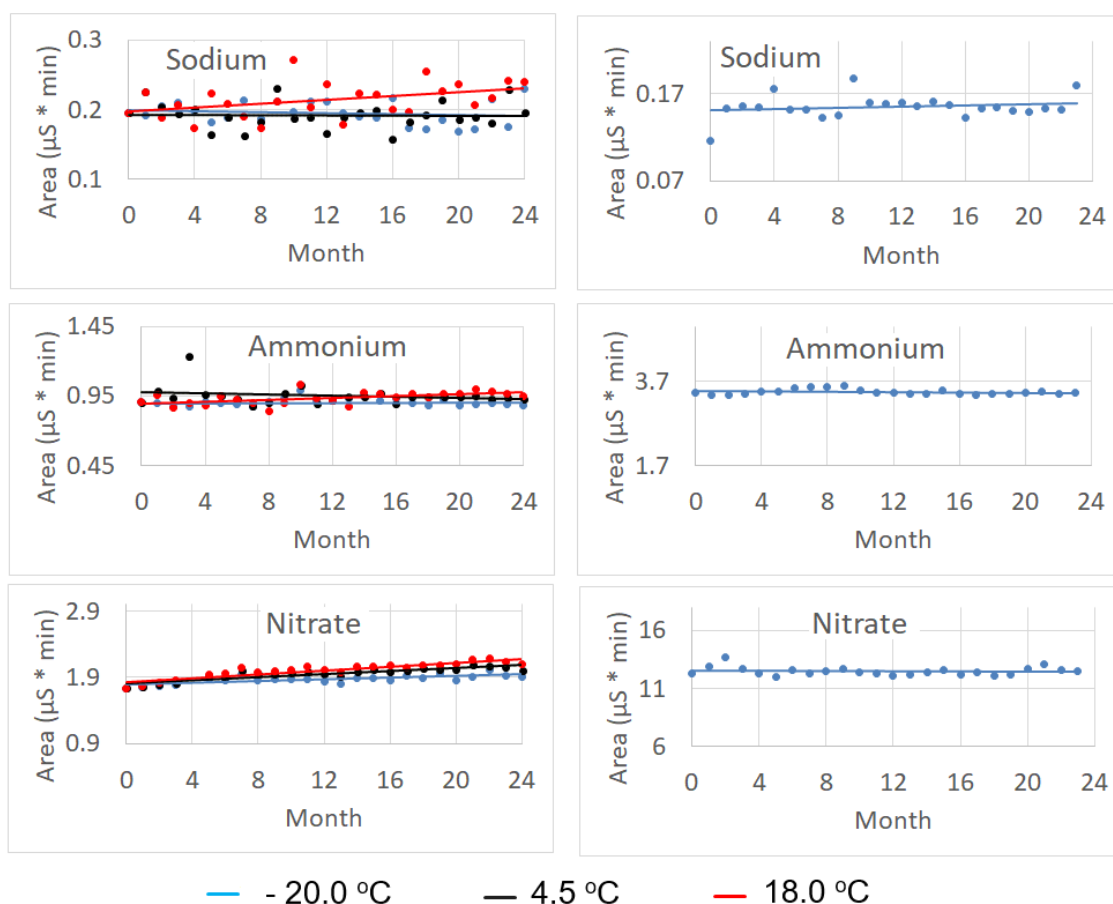 Sodium
Area (µS * min)
0.3
0.2
0.1
0 4 8 12 16 20 24
Month
Sodium
Area (µS * min)
0.17
0.07
0 4 8 12 16 20 24
Month
Ammonium
Area (µS * min)
1.45
0.95
0.45
0 4 8 12 16 20 24
Month
Ammonium
Area (µS * min)
3.7
1.7
0 4 8 12 16 20 24
Month
Nitrate
Area (µS * min)
2.9
1.9
0.9
0 4 8 12 16 20 24
Month
Nitrate
Area (µS * min)
16
11
6
0 4 8 12 16 20 24
Month
- 20.0 ºC 4.5 ºC 18.0 ºC